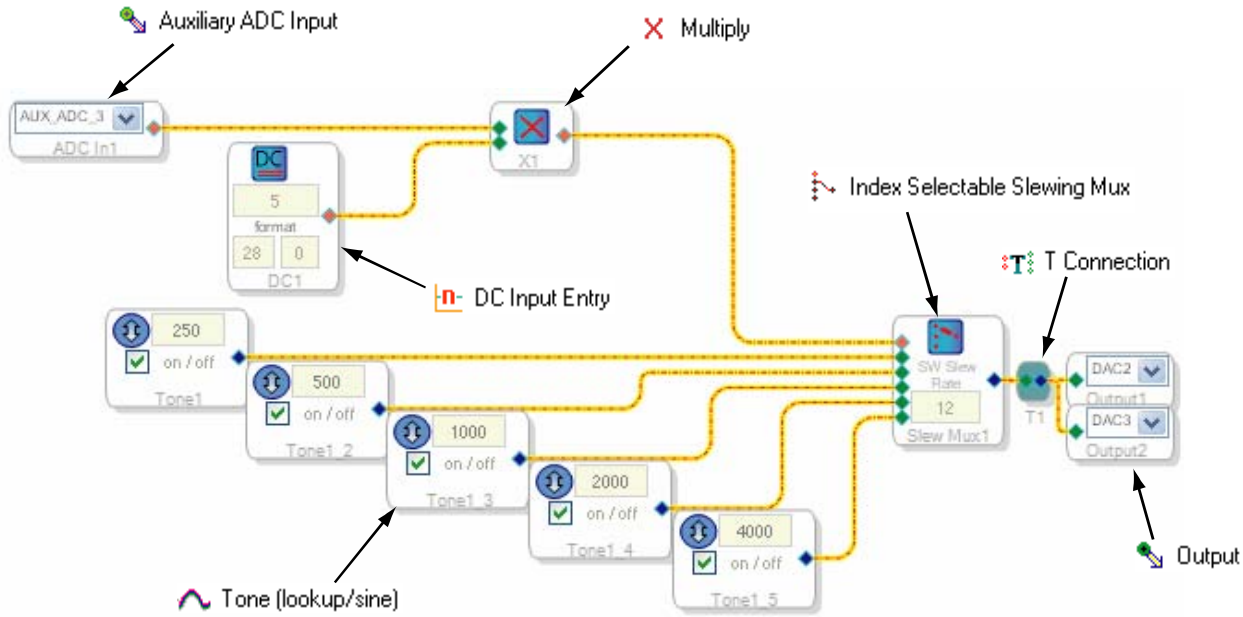 Auxiliary ADC Input
Multiply
AUX_ADC_3
ADC In1
X1
DC
5
format
28 0
DC1
Index Selectable Slewing Mux
T Connection
DC Input Entry
250
on / off
Tone1
500
on / off
Tone1_2
1000
on / off
Tone1_3
2000
on / off
Tone1_4
4000
on / off
Tone1_5
SW Slew
Rate
12
Slew Mux1
T1
DAC2
Output1
DAC3
Output2
Tone (lookup/sine)
Output